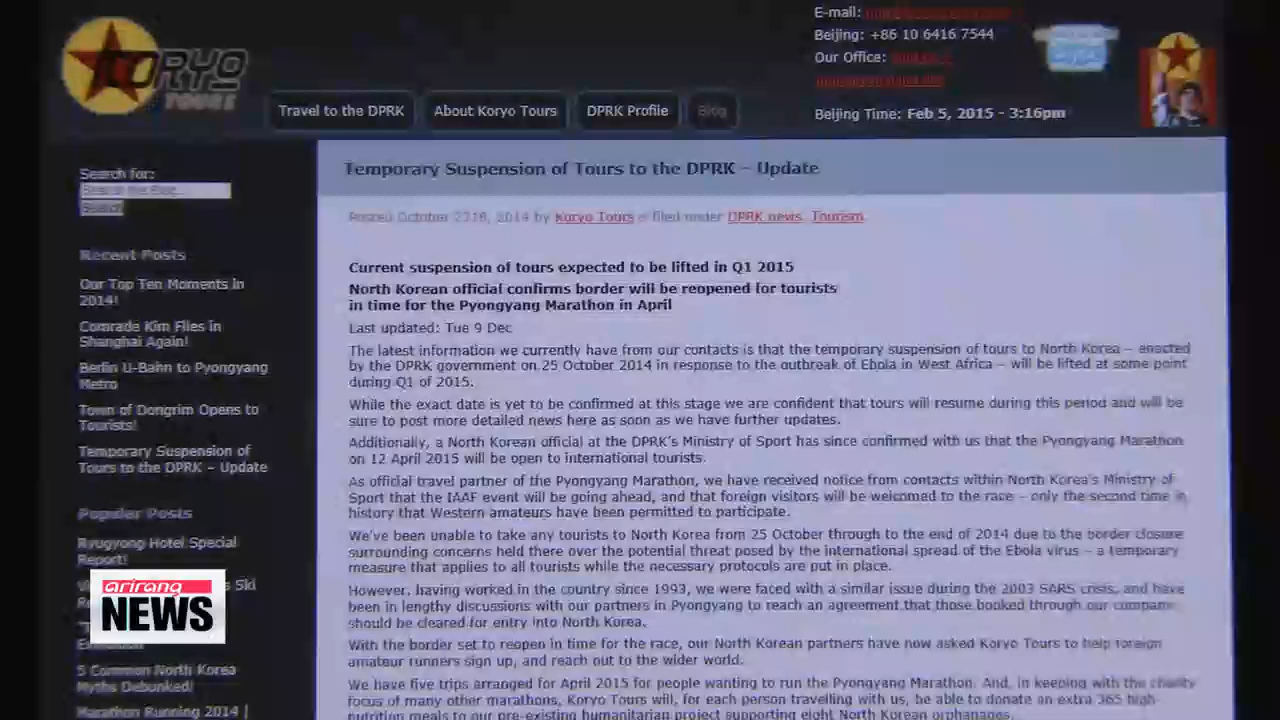 KORYO
TOURS
E-mail:
Beijing: +86 10 6416 7544
Our Office:
Beijing Time: Feb 5, 2015 - 3:16pm
Travel to the DPRK
About Koryo Tours
DPRK Profile
Blog
Search for:
Search
Recent Posts
Our Top Ten Moments in
2014!
Comrade Kim Flies in
Shanghai Again!
Berlin U-Bahn to Pyongyang
Metro
Town of Dongrim Opens to
Tourists!
Temporary Suspension of
Tours to the DPRK – Update
Popular Posts
Ryugyong Hotel Special
Report!
s Ski
5 Common North Korea
Myths Debunked!
Marathon Running 2014 |
arirang
NEWS
Temporary Suspension of Tours to the DPRK – Update
Posted October 2014 by Koryo Tours filed under DPRK news, Tourism
Current suspension of tours expected to be lifted in Q1 2015
North Korean official confirms border will be reopened for tourists
in time for the Pyongyang Marathon in April
Last updated: Tue 9 Dec
The latest information we currently have from our contacts is that the temporary suspension of tours to North Korea – enacted
by the DPRK government on 25 October 2014 in response to the outbreak of Ebola in West Africa – will be lifted at some point
during Q1 of 2015.
While the exact date is yet to be confirmed at this stage we are confident that tours will resume during this period and will be
sure to post more detailed news here as soon as we have further updates.
Additionally, a North Korean official at the DPRK's Ministry of Sport has since confirmed with us that the Pyongyang Marathon
on 12 April 2015 will be open to international tourists.
As official travel partner of the Pyongyang Marathon, we have received notice from contacts within North Korea's Ministry of
Sport that the IAAF event will be going ahead, and that foreign visitors will be welcomed to the race – only the second time in
history that Western amateurs have been permitted to participate.
We've been unable to take any tourists to North Korea from 25 October through to the end of 2014 due to the border closure
surrounding concerns held there over the potential threat posed by the international spread of the Ebola virus – a temporary
measure that applies to all tourists while the necessary protocols are put in place.
However, having worked in the country since 1993, we were faced with a similar issue during the 2003 SARS crisis, and have
been in lengthy discussions with our partners in Pyongyang to reach an agreement that those booked through our company
should be cleared for entry into North Korea.
With the border set to reopen in time for the race, our North Korean partners have now asked Koryo Tours to help foreign
amateur runners sign up, and reach out to the wider world.
We have five trips arranged for April 2015 for people wanting to run the Pyongyang Marathon. And, in keeping with the charity
focus of many other marathons, Koryo Tours will, for each person travelling with us, be able to donate an extra 365 high-
nutrition meals to our pre-existing humanitarian project supporting eight North Korean orphanages.